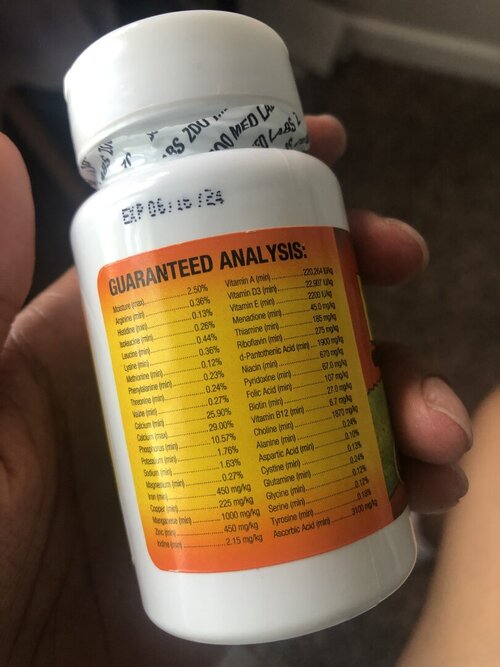 ABS ZOO M
OO MED LA
ED LABS Z
EXP 06/16/24
GUARANTEED ANALYSIS:
Moisture (max)..........2.50%
Arginine (min)..........0.36%
Histidine (min)..........0.13%
Isoleucine (min)..........0.26%
Leucine (min)..........0.44%
Lysine (min)..........0.36%
Methionine (min)..........0.12%
Phenylalanine (min)..........0.23%
Threonine (min)..........0.24%
Valine (min)..........0.27%
Calcium (min)..........25.90%
Calcium (max)..........29.00%
Phosphorus (min)..........10.57%
Potassium (min)..........1.76%
Sodium (min)..........1.63%
Magnesium (min)..........0.27%
Iron (min)..........450 mg/kg
Copper (min)..........225 mg/kg
Manganese (min)..........1000 mg/kg
Zinc (min)..........450 mg/kg
Iodine (min)..........2.15 mg/kg
Vitamin A (min)..........220,264 IU/kg
Vitamin D3 (min)..........22,907 IU/kg
Vitamin E (min)..........2200 IU/kg
Menadione (min)..........45.0 mg/kg
Thiamine (min)..........185 mg/kg
Riboflavin (min)..........275 mg/kg
d-Pantothenic Acid (min)....1900 mg/kg
Niacin (min)..........670 mg/kg
Pyridoxine (min)..........67.0 mg/kg
Folic Acid (min)..........107 mg/kg
Biotin (min)..........27.0 mg/kg
Vitamin B12 (min)..........6.7 mg/kg
Choline (min)..........1870 mg/kg
Alanine (min)..........0.24%
Aspartic Acid (min)..........0.10%
Cystine (min)..........0.13%
Glutamine (min)..........0.24%
Glycine (min)..........0.12%
Serine (min)..........0.12%
Tyrosine (min)..........0.18%
Ascorbic Acid (min)..........3100 mg/kg